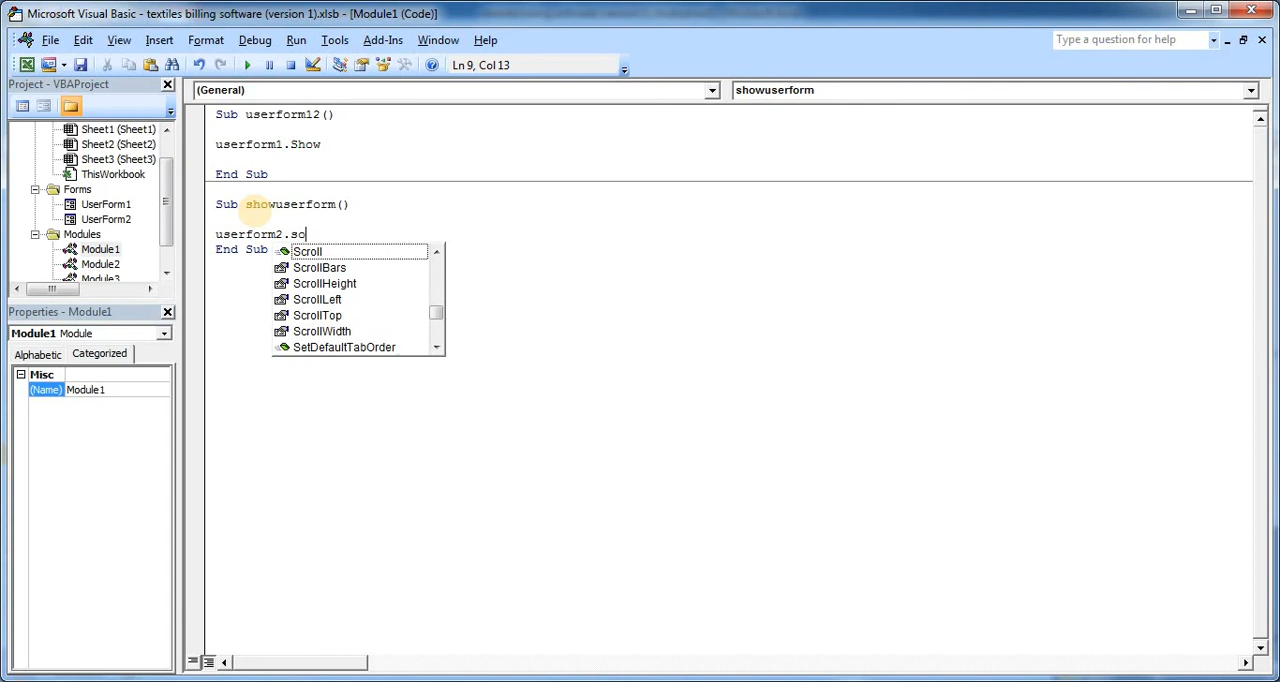 Microsoft Visual Basic - textiles billing software (version 1).xlsb - [Module1 (Code)]
File Edit View Insert Format Debug Run Tools Add-Ins Window Help
Type a question for help
Ln 9, Col 13
Project - VBAProject
(General)
showuserform
Sheet1 (Sheet1)
Sheet2 (Sheet2)
Sheet3 (Sheet3)
ThisWorkbook
Forms
UserForm1
UserForm2
Modules
Module1
Module2
Module3
Properties - Module1
Module1 Module
Alphabetic Categorized
Misc
(Name) Module1
Sub userform12()
userform1.Show
End Sub
Sub showuserform()
userform2.so
End Sub
Scroll
ScrollBars
ScrollHeight
ScrollLeft
ScrollTop
ScrollWidth
SetDefaultTabOrder